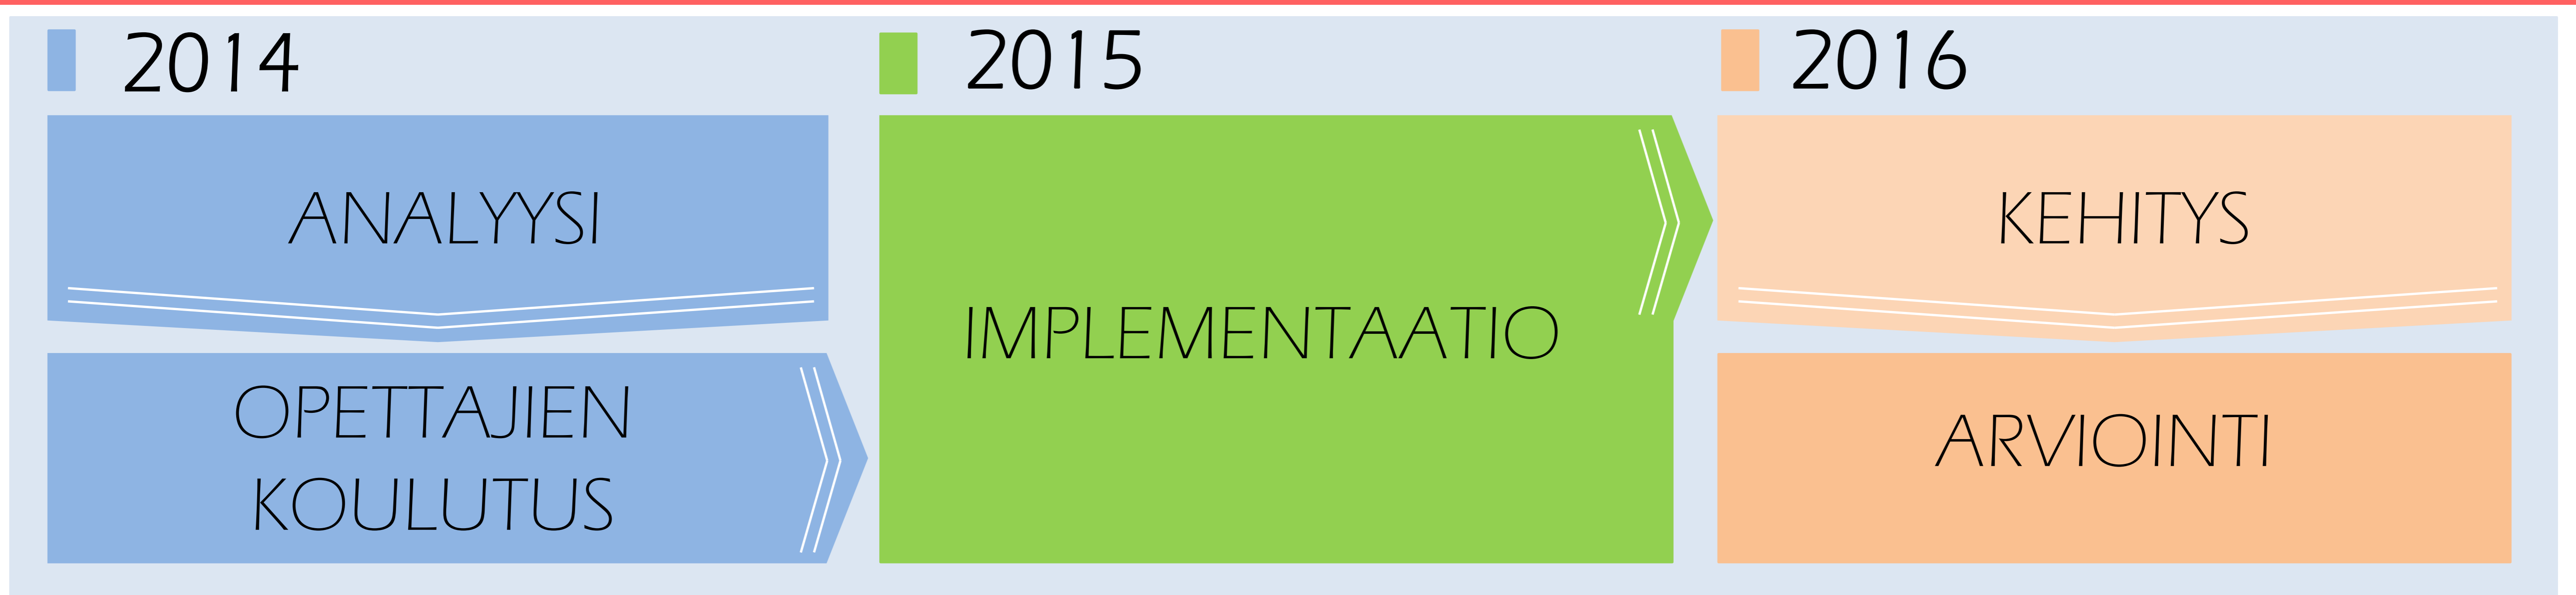 2014
ANALYYSI
OPETTAJIEN
KOULUTUS
2015
IMPLEMENTAATIO
2016
KEHITYS
ARVIOINTI